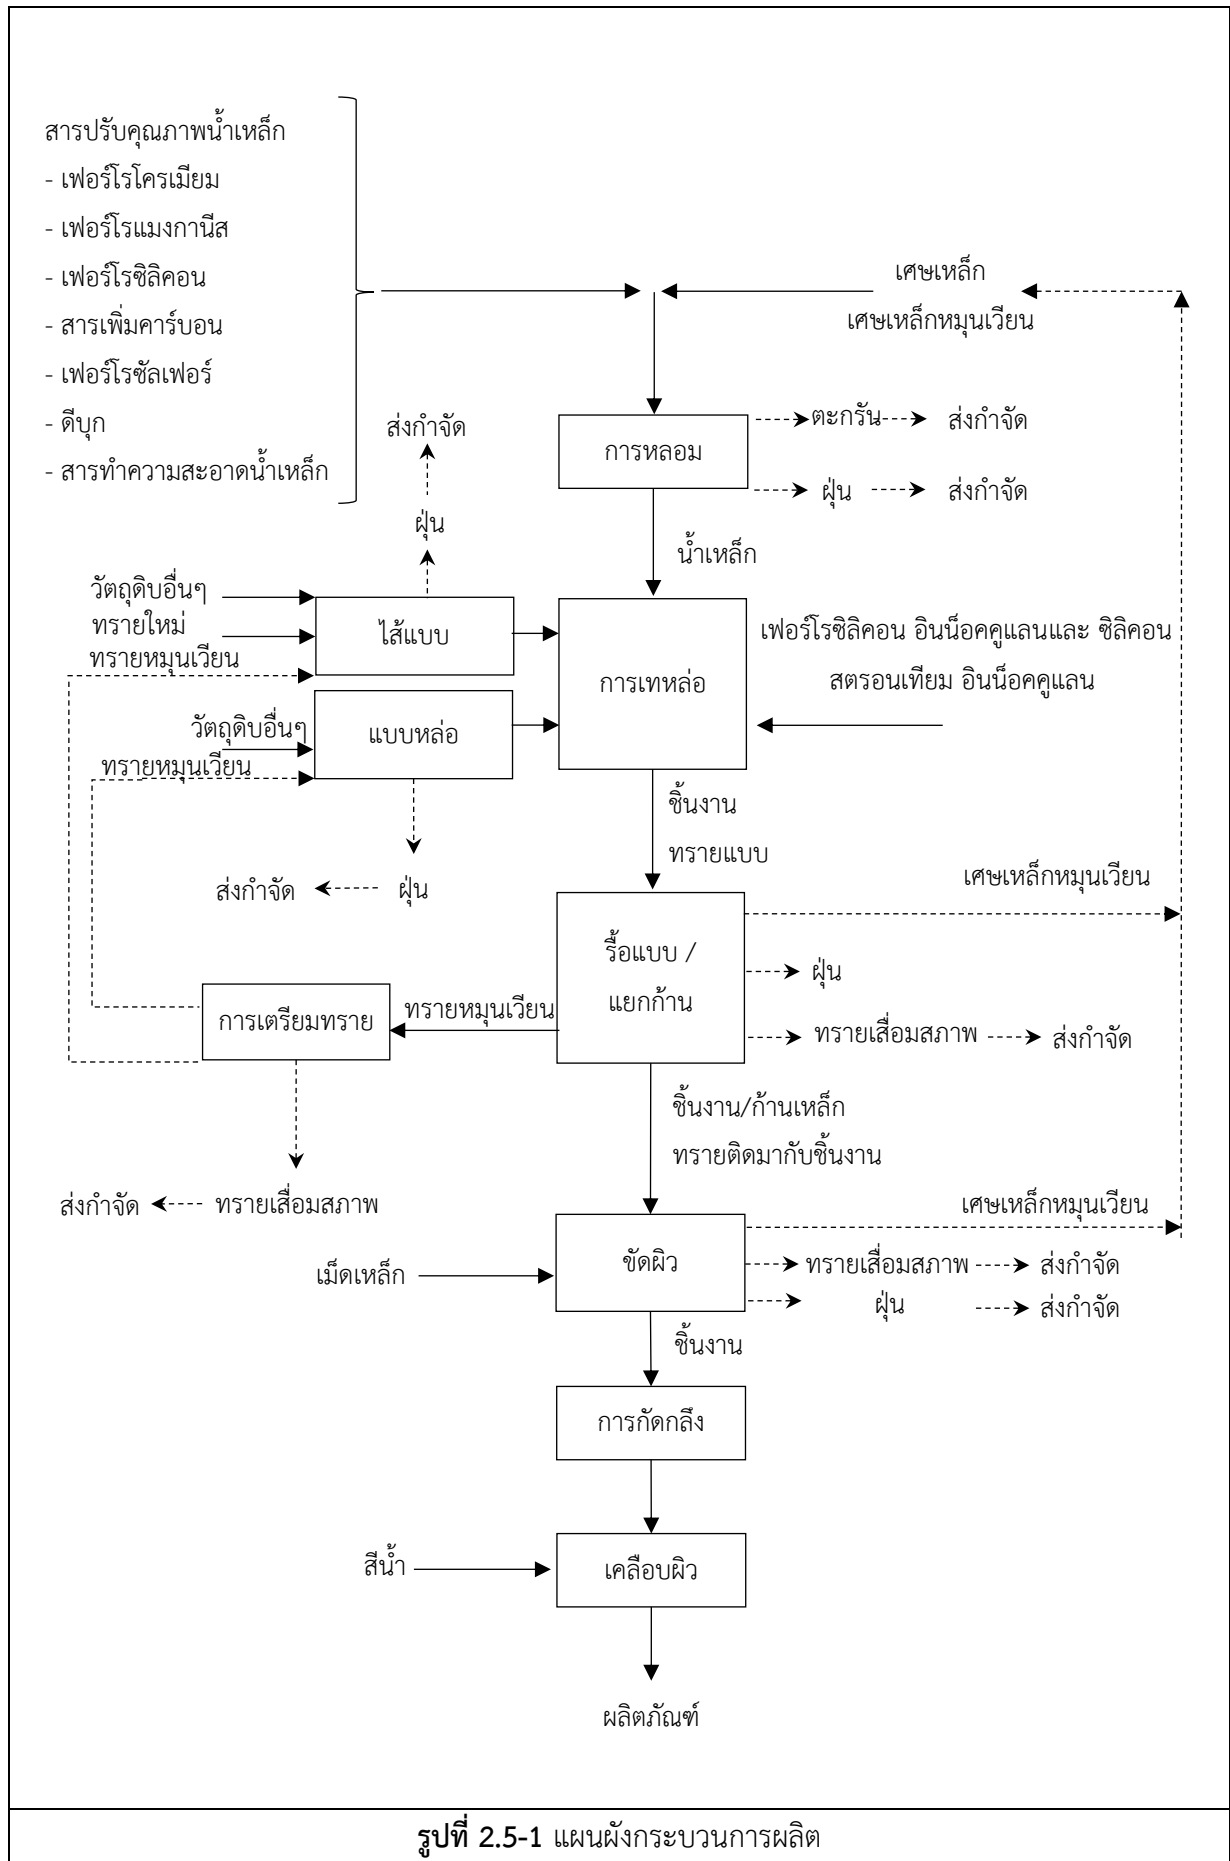 สารปรับคุณภาพน้ำเหล็ก
- เฟอร์โรโครเมียม
- เฟอร์โรแมงกานีส
- เฟอร์โรซิลิคอน
- สารเพิ่มคาร์บอน
- เฟอร์โรซัลเฟอร์
- ดีบุก
- สารทำความสะอาดน้ำเหล็ก
เศษเหล็ก
เศษเหล็กหมุนเวียน
การหลอม
ตะกรัน
ส่งกำจัด
ฝุ่น
ส่งกำจัด
น้ำเหล็ก
ส่งกำจัด
ฝุ่น
วัตถุดิบอื่นๆ
ทรายใหม่
ทรายหมุนเวียน
ไส้แบบ
วัตถุดิบอื่นๆ
ทรายหมุนเวียน
แบบหล่อ
การเทหล่อ
เฟอร์โรซิลิคอน อินน็อคคูแลนและ ซิลิคอน
สตรอนเทียม อินน็อคคูแลน
ส่งกำจัด
ฝุ่น
ชิ้นงาน
ทรายแบบ
รื้อแบบ /
แยกก้าน
เศษเหล็กหมุนเวียน
ฝุ่น
ทรายเสื่อมสภาพ
ส่งกำจัด
ทรายหมุนเวียน
การเตรียมทราย
ส่งกำจัด
ทรายเสื่อมสภาพ
ชิ้นงาน/ก้านเหล็ก
ทรายติดมากับชิ้นงาน
เม็ดเหล็ก
ขัดผิว
เศษเหล็กหมุนเวียน
ทรายเสื่อมสภาพ
ส่งกำจัด
ฝุ่น
ส่งกำจัด
ชิ้นงาน
การกัดกลึง
สีน้ำ
เคลือบผิว
ผลิตภัณฑ์
รูปที่ 2.5-1 แผนผังกระบวนการผลิต